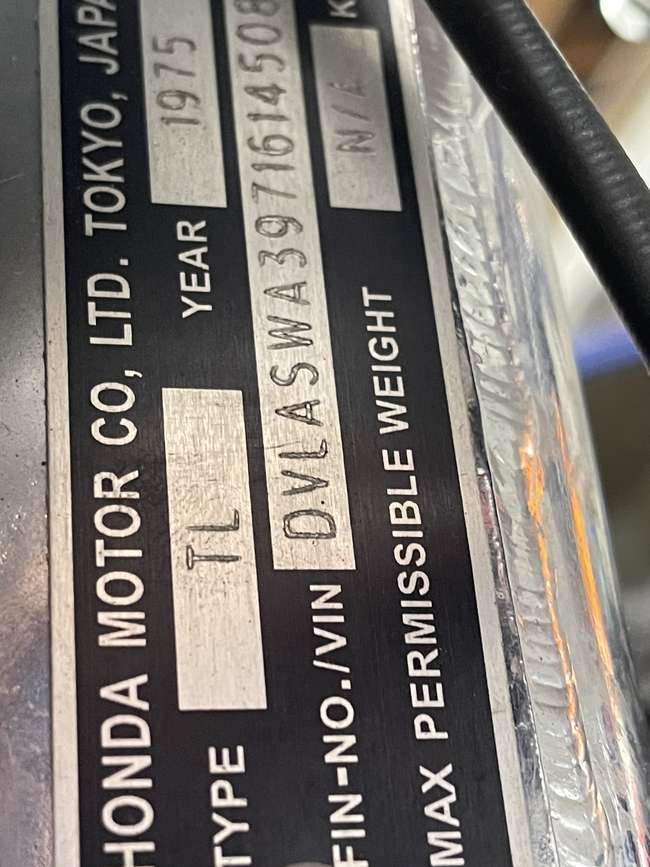 HONDA MOTOR CO, LTD. TOKYO, JAPA
TYPE TL YEAR 1975
FIN-NO./VIN DVLASWA3971614508
MAX PERMISSIBLE WEIGHT N/A K